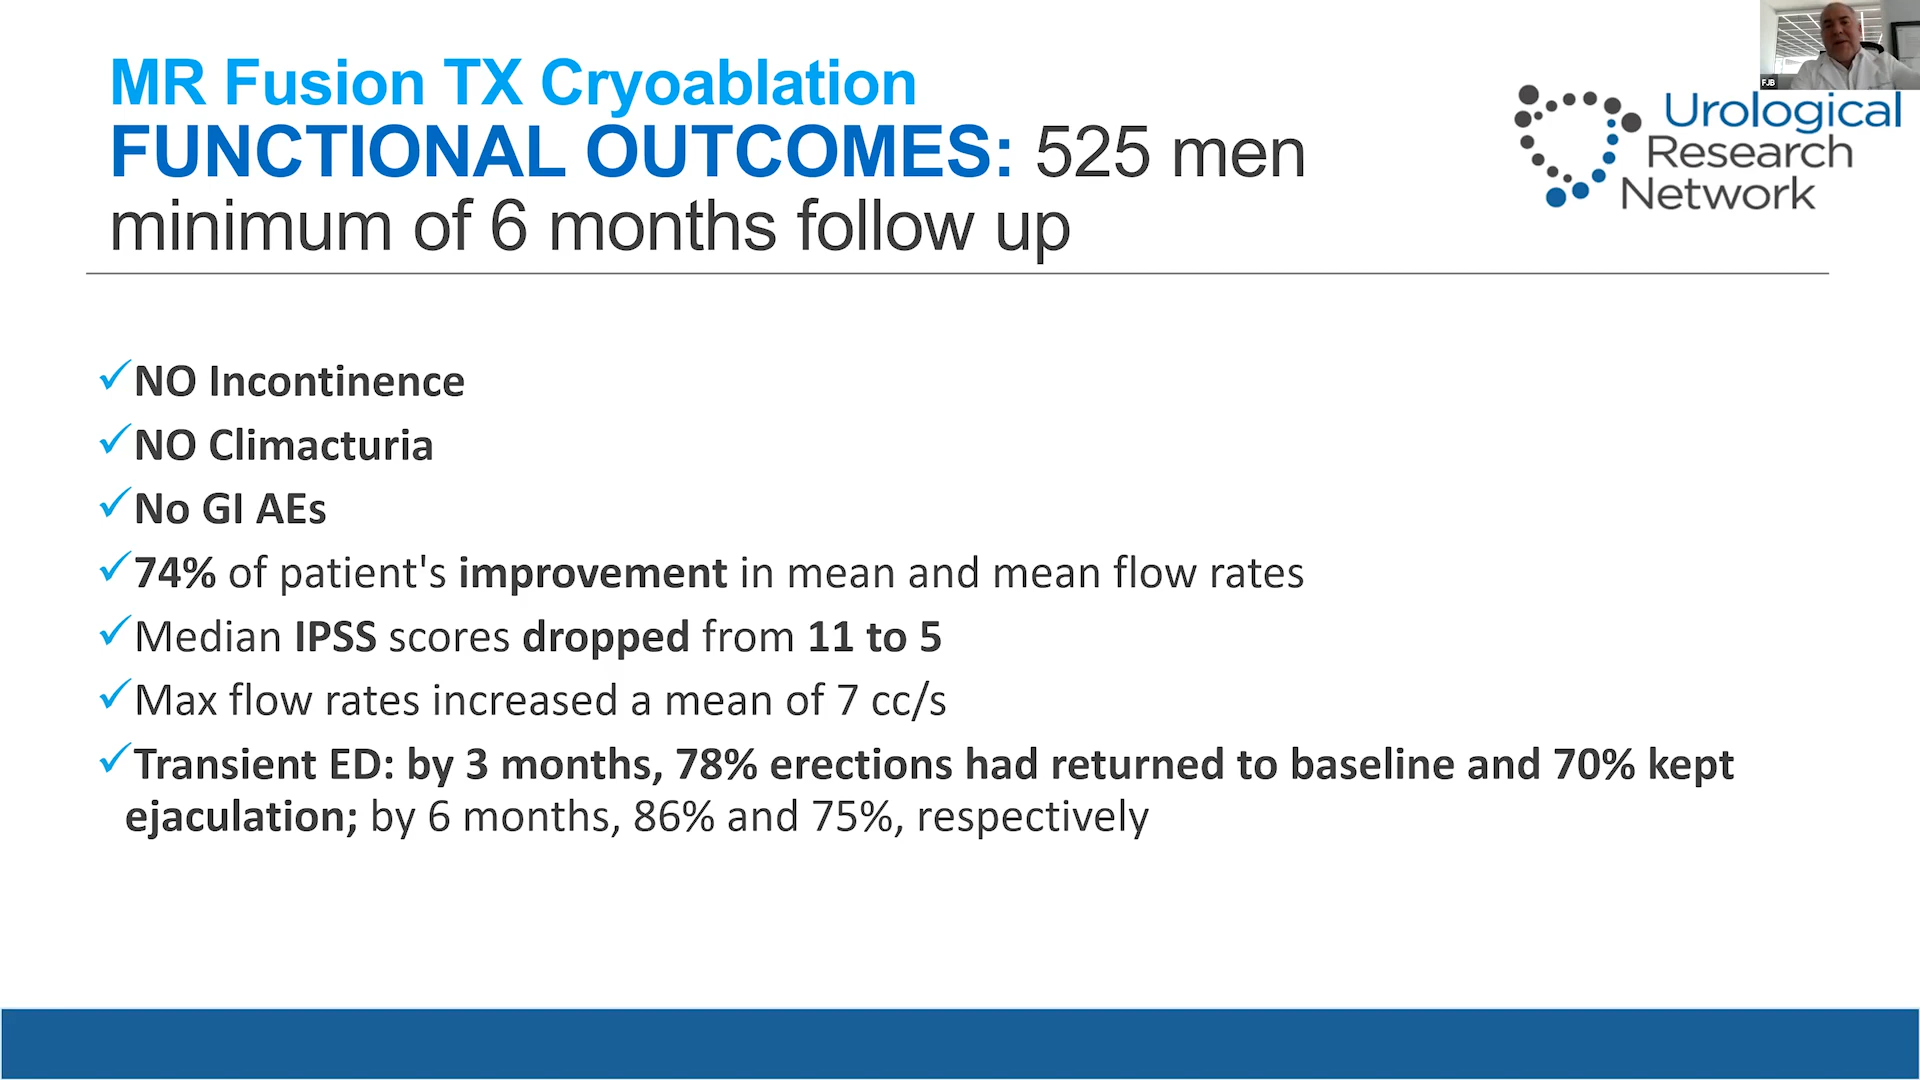 MR Fusion TX Cryoablation
FUNCTIONAL OUTCOMES: 525 men
minimum of 6 months follow up
FJB
Urological
Research
Network
✓NO Incontinence
✓NO Climacturia
✓No GI AEs
✓74% of patient's improvement in mean and mean flow rates
✓Median IPSS scores dropped from 11 to 5
✓Max flow rates increased a mean of 7 cc/s
✓Transient ED: by 3 months, 78% erections had returned to baseline and 70% kept
ejaculation; by 6 months, 86% and 75%, respectively